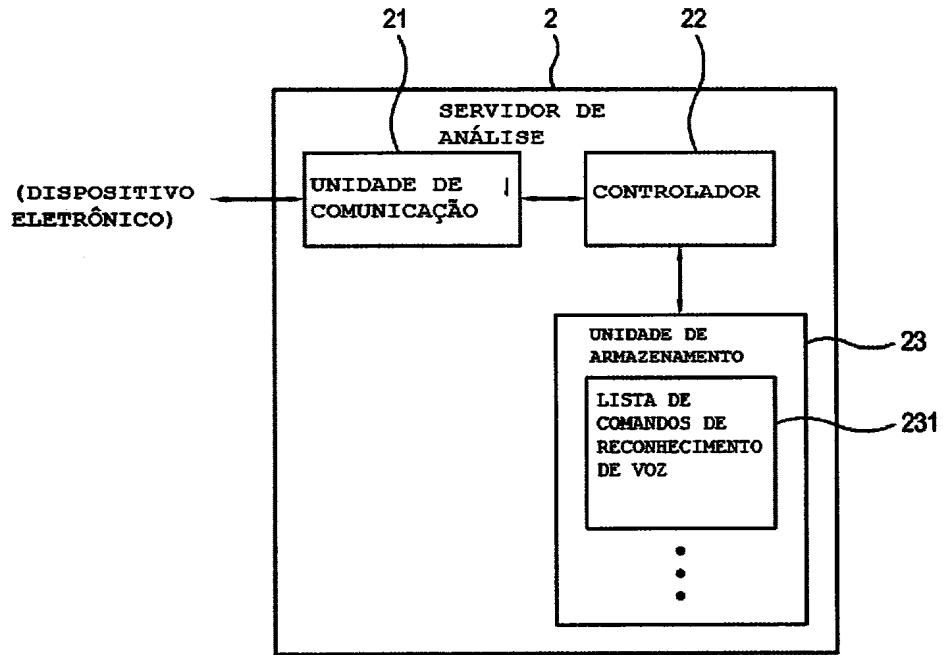 21
2
22
SERVIDOR DE
ANÁLISE
(DISPOSITIVO
ELETRÔNICO)
UNIDADE DE
COMUNICAÇÃO
CONTROLADOR
UNIDADE DE
ARMAZENAMENTO
23
LISTA DE
COMANDOS DE
RECONHECIMENTO
DE VOZ
231